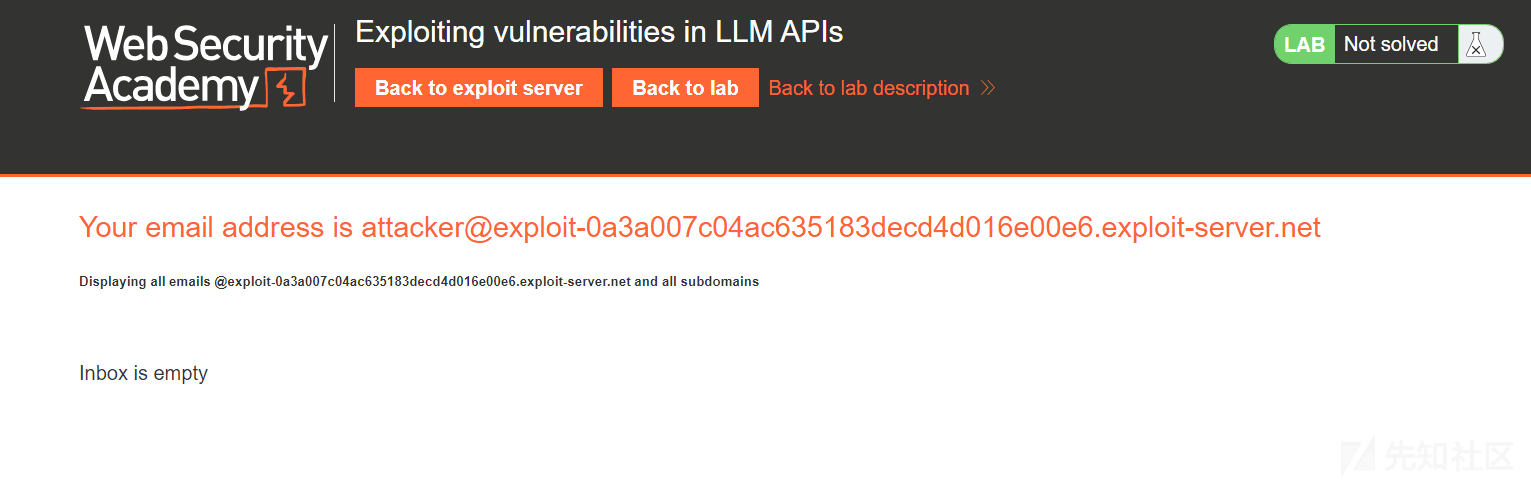 Web Security Academy
Exploiting vulnerabilities in LLM APIs
LAB Not solved
Back to exploit server Back to lab Back to lab description
Your email address is attacker@exploit-0a3a007c04ac635183decd4d016e00e6.exploit-server.net
Displaying all emails @exploit-0a3a007c04ac635183decd4d016e00e6.exploit-server.net and all subdomains
Inbox is empty
先知社区